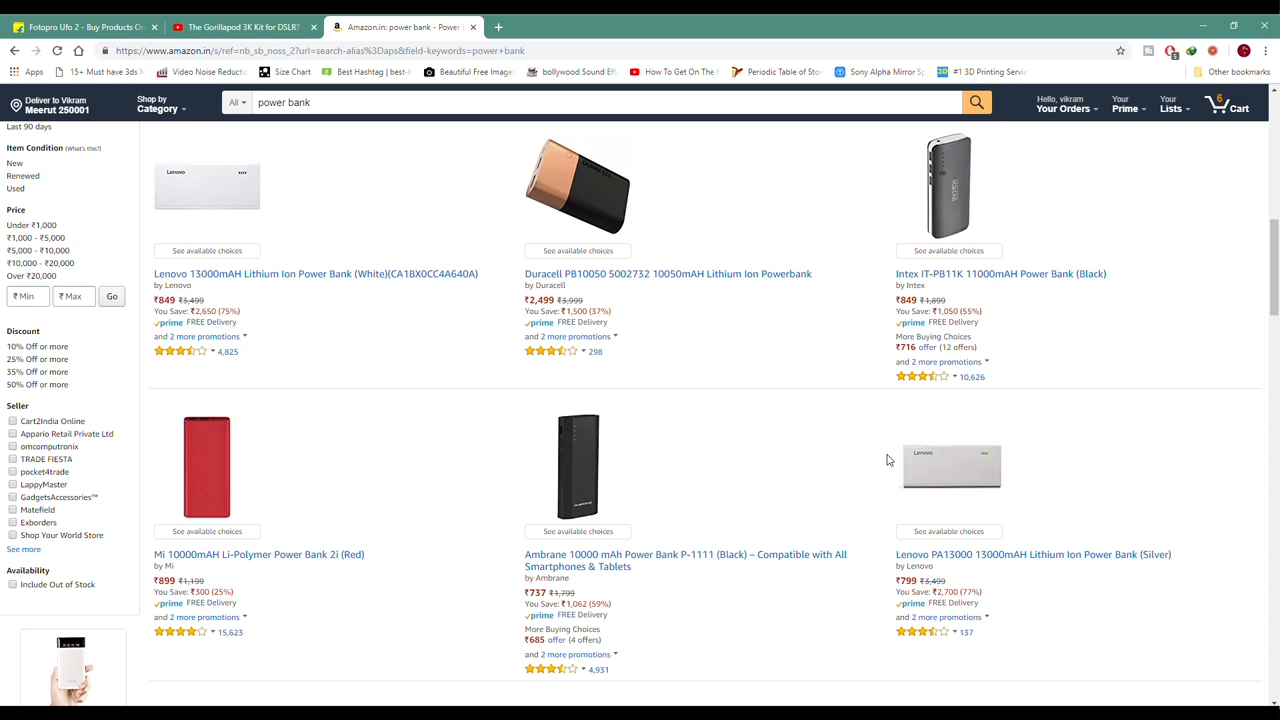 Fotopro Ufo 2 - Buy Products On
The Gorillapod 3K Kit for DSLR?
Amazon.in: power bank - Power
https://www.amazon.in/s/ref=nb_sb_noss_2?url=search-alias%3Daps&field-keywords=power+bank
Apps
15+ Must have 3ds M
Video Noise Reductio
Size Chart
Best Hashtag | best-h
Beautiful Free Image
bollywood Sound Eff
How To Get On The F
Periodic Table of Sto
Sony Alpha Mirror Sp
#1 3D Printing Servic
Other bookmarks
Deliver to Vikram
Meerut 250001
Shop by
Category
All
power bank
Hello, vikram
Your Orders
Your
Prime
Your
Lists
6
Cart
Last 90 days
Item Condition (What's this?)
New
Renewed
Used
Price
Under ₹1,000
₹1,000 - ₹5,000
₹5,000 - ₹10,000
₹10,000 - ₹20,000
Over ₹20,000
₹ Min
₹ Max
Go
Discount
10% Off or more
25% Off or more
35% Off or more
50% Off or more
Seller
Cart2India Online
Appario Retail Private Ltd
omcomputronix
TRADE FIESTA
pocket4trade
LappyMaster
GadgetsAccessories™
Matefield
Exborders
Shop Your World Store
See more
Availability
Include Out of Stock
Lenovo
See available choices
Lenovo 13000mAH Lithium Ion Power Bank (White)(CA1BX0CC4A640A)
by Lenovo
₹849 ₹3,499
You Save: ₹2,650 (75%)
prime FREE Delivery
and 2 more promotions
4,825
DURACELL
See available choices
Duracell PB10050 5002732 10050mAH Lithium Ion Powerbank
by Duracell
₹2,499 ₹3,999
You Save: ₹1,500 (37%)
prime FREE Delivery
and 2 more promotions
298
INTEX
See available choices
Intex IT-PB11K 11000mAH Power Bank (Black)
by Intex
₹849 ₹1,899
You Save: ₹1,050 (55%)
prime FREE Delivery
More Buying Choices
₹716 offer (12 offers)
and 2 more promotions
10,626
See available choices
Mi 10000mAH Li-Polymer Power Bank 2i (Red)
by Mi
₹899 ₹1,199
You Save: ₹300 (25%)
prime FREE Delivery
and 2 more promotions
15,623
See available choices
Ambrane 10000 mAh Power Bank P-1111 (Black) – Compatible with All
Smartphones & Tablets
by Ambrane
₹737 ₹1,799
You Save: ₹1,062 (59%)
prime FREE Delivery
More Buying Choices
₹685 offer (4 offers)
and 2 more promotions
4,931
Lenovo
See available choices
Lenovo PA13000 13000mAH Lithium Ion Power Bank (Silver)
by Lenovo
₹799 ₹3,499
You Save: ₹2,700 (77%)
prime FREE Delivery
and 2 more promotions
137